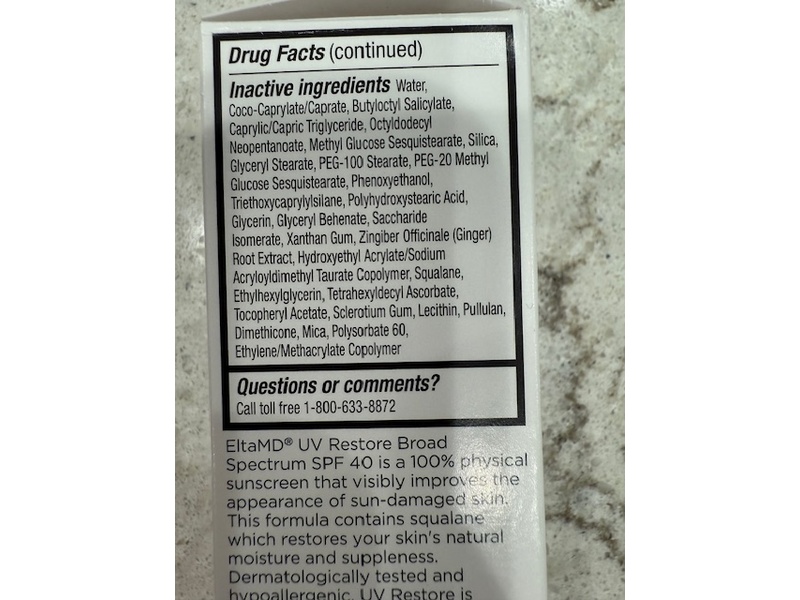 Drug Facts (continued)
Inactive ingredients Water,
Coco-Caprylate/Caprate, Butyloctyl Salicylate,
Caprylic/Capric Triglyceride, Octyldodecyl
Neopentanoate, Methyl Glucose Sesquistearate, Silica,
Glyceryl Stearate, PEG-100 Stearate, PEG-20 Methyl
Glucose Sesquistearate, Phenoxyethanol,
Triethoxycaprylylsilane, Polyhydroxystearic Acid,
Glycerin, Glyceryl Behenate, Saccharide
Isomerate, Xanthan Gum, Zingiber Officinale (Ginger)
Root Extract, Hydroxyethyl Acrylate/Sodium
Acryloyldimethyl Taurate Copolymer, Squalane,
Ethylhexylglycerin, Tetrahexyldecyl Ascorbate,
Tocopheryl Acetate, Sclerotium Gum, Lecithin, Pullulan,
Dimethicone, Mica, Polysorbate 60,
Ethylene/Methacrylate Copolymer
Questions or comments?
Call toll free 1-800-633-8872
EltaMD® UV Restore Broad
Spectrum SPF 40 is a 100% physical
sunscreen that visibly improves the
appearance of sun-damaged skin.
This formula contains squalane
which restores your skin's natural
moisture and suppleness.
Dermatologically tested and
hypoallergenic, UV Restore is